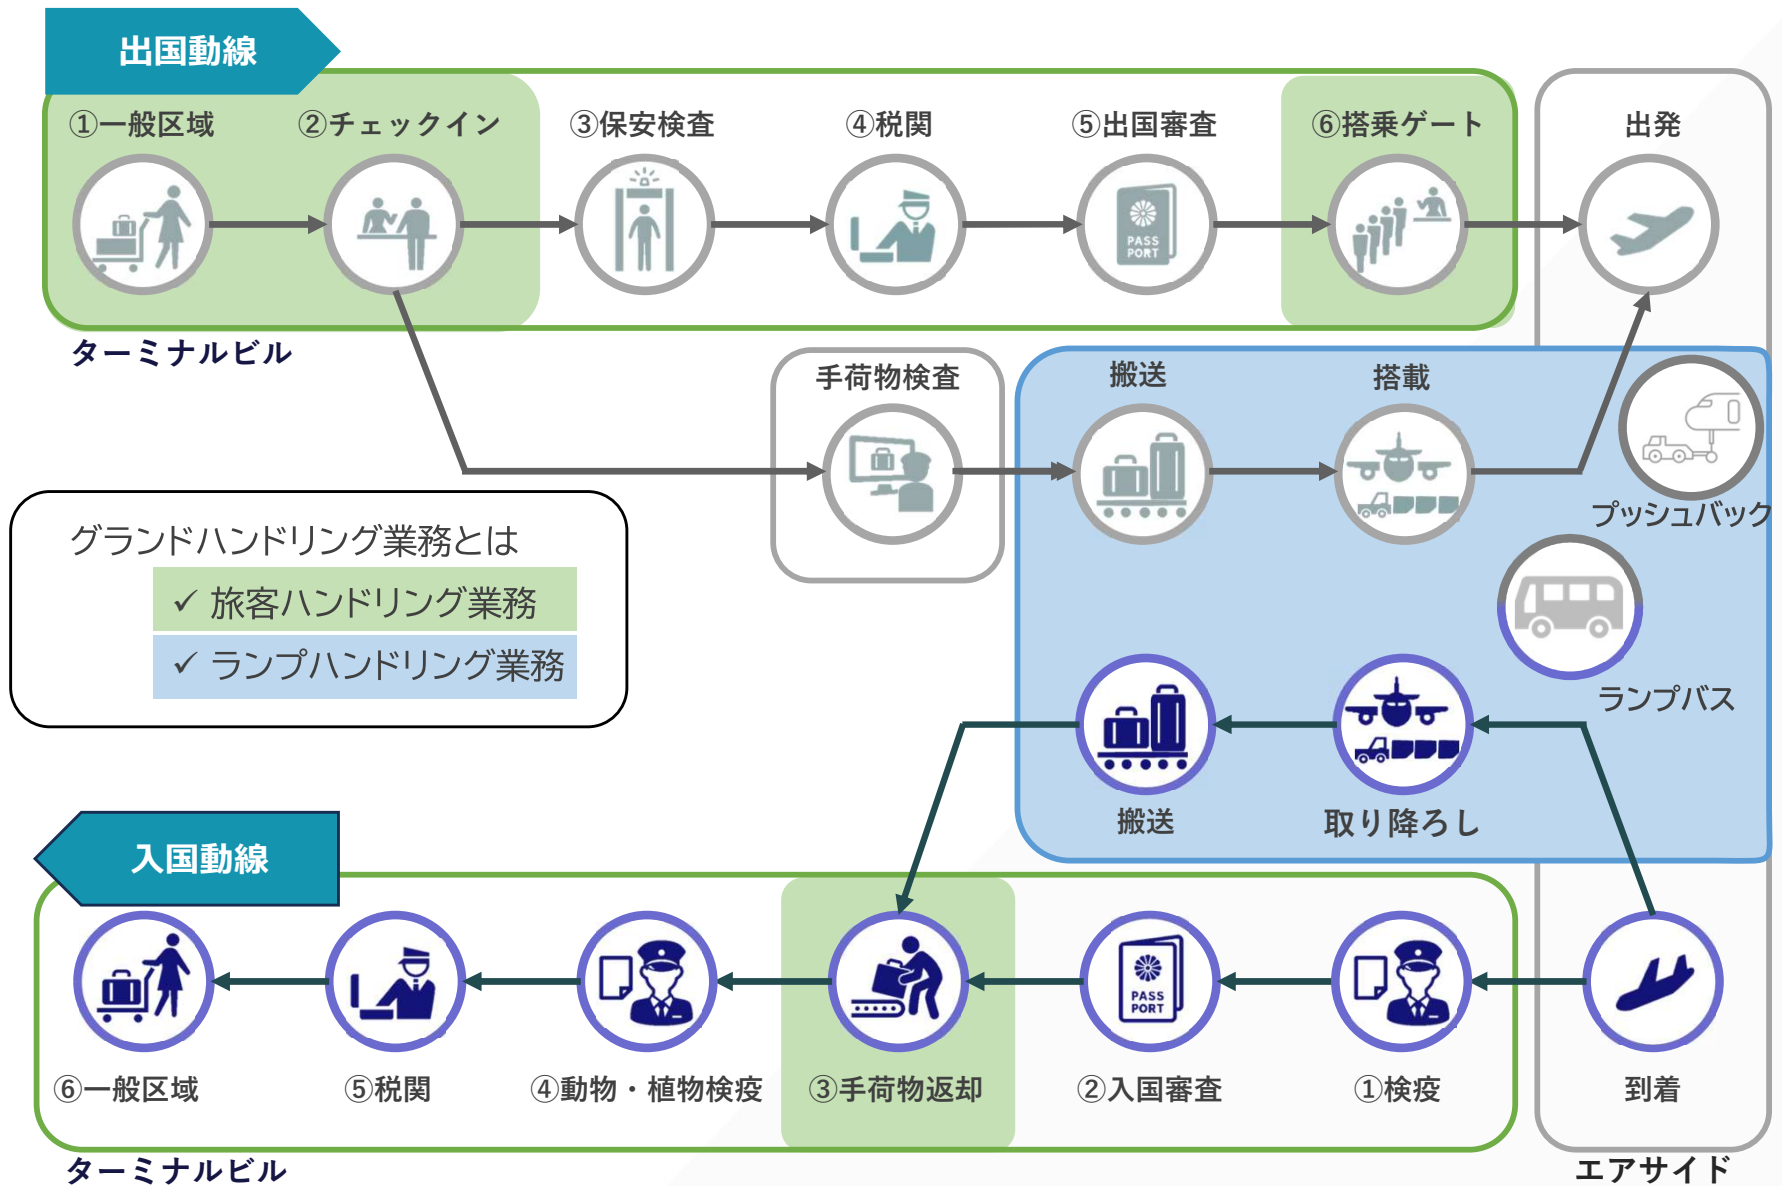 出国動線
①一般区域
②チェックイン
③保安検査
④税関
⑤出国審査
⑥搭乗ゲート
出発
PASS
PORT
ターミナルビル
手荷物検査
搬送
搭載
プッシュバック
グランドハンドリング業務とは
✓ 旅客ハンドリング業務
✓ ランプハンドリング業務
ランプバス
搬送
取り降ろし
入国動線
PASS
PORT
⑥一般区域
⑤税関
④動物・植物検疫
③手荷物返却
②入国審査
①検疫
到着
ターミナルビル
エアサイド